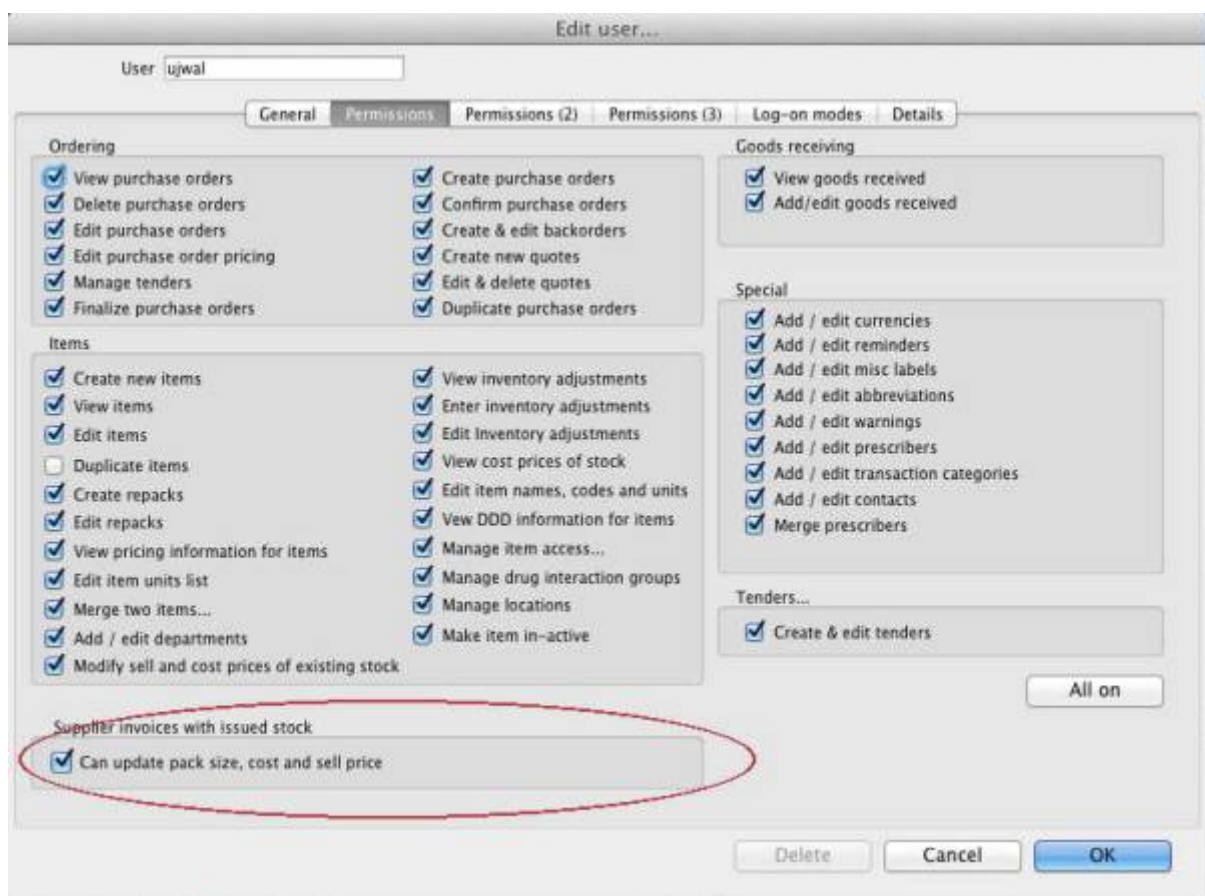 Edit user...
User ujwal
General Permissions Permissions (2) Permissions (3) Log-on modes Details
Ordering
View purchase orders
Delete purchase orders
Edit purchase orders
Edit purchase order pricing
Manage tenders
Finalize purchase orders
Create purchase orders
Confirm purchase orders
Create & edit backorders
Create new quotes
Edit & delete quotes
Duplicate purchase orders
Items
Create new items
View items
Edit items
Duplicate items
Create repacks
Edit repacks
View pricing information for items
Edit item units list
Merge two items...
Add / edit departments
Modify sell and cost prices of existing stock
View inventory adjustments
Enter inventory adjustments
Edit Inventory adjustments
View cost prices of stock
Edit item names, codes and units
Vew DDD information for items
Manage item access...
Manage drug interaction groups
Manage locations
Make item in-active
Supplier invoices with issued stock
Can update pack size, cost and sell price
Goods receiving
View goods received
Add/edit goods received
Special
Add / edit currencies
Add / edit reminders
Add / edit misc labels
Add / edit abbreviations
Add / edit warnings
Add / edit prescribers
Add / edit transaction categories
Add / edit contacts
Merge prescribers
Tenders...
Create & edit tenders
All on
Delete Cancel OK